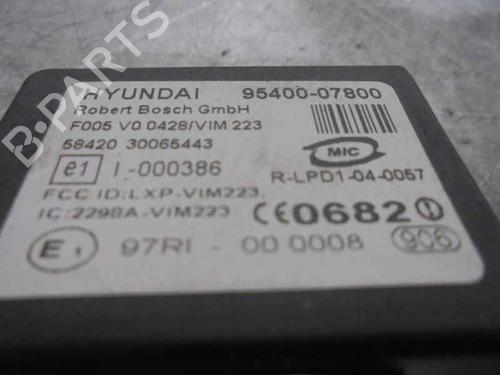 HYUNDAI 95400-07800
Robert Bosch GmbH
F005 V0 0428/VIM 223
58420 30065443
MIC
e1 I-000386
R-LPD1-04-0057
FCC ID:LXP-VIM223
IC:2298A-VIM223 CE0682
E1 97RI - 00 0008 906
B-PARTS